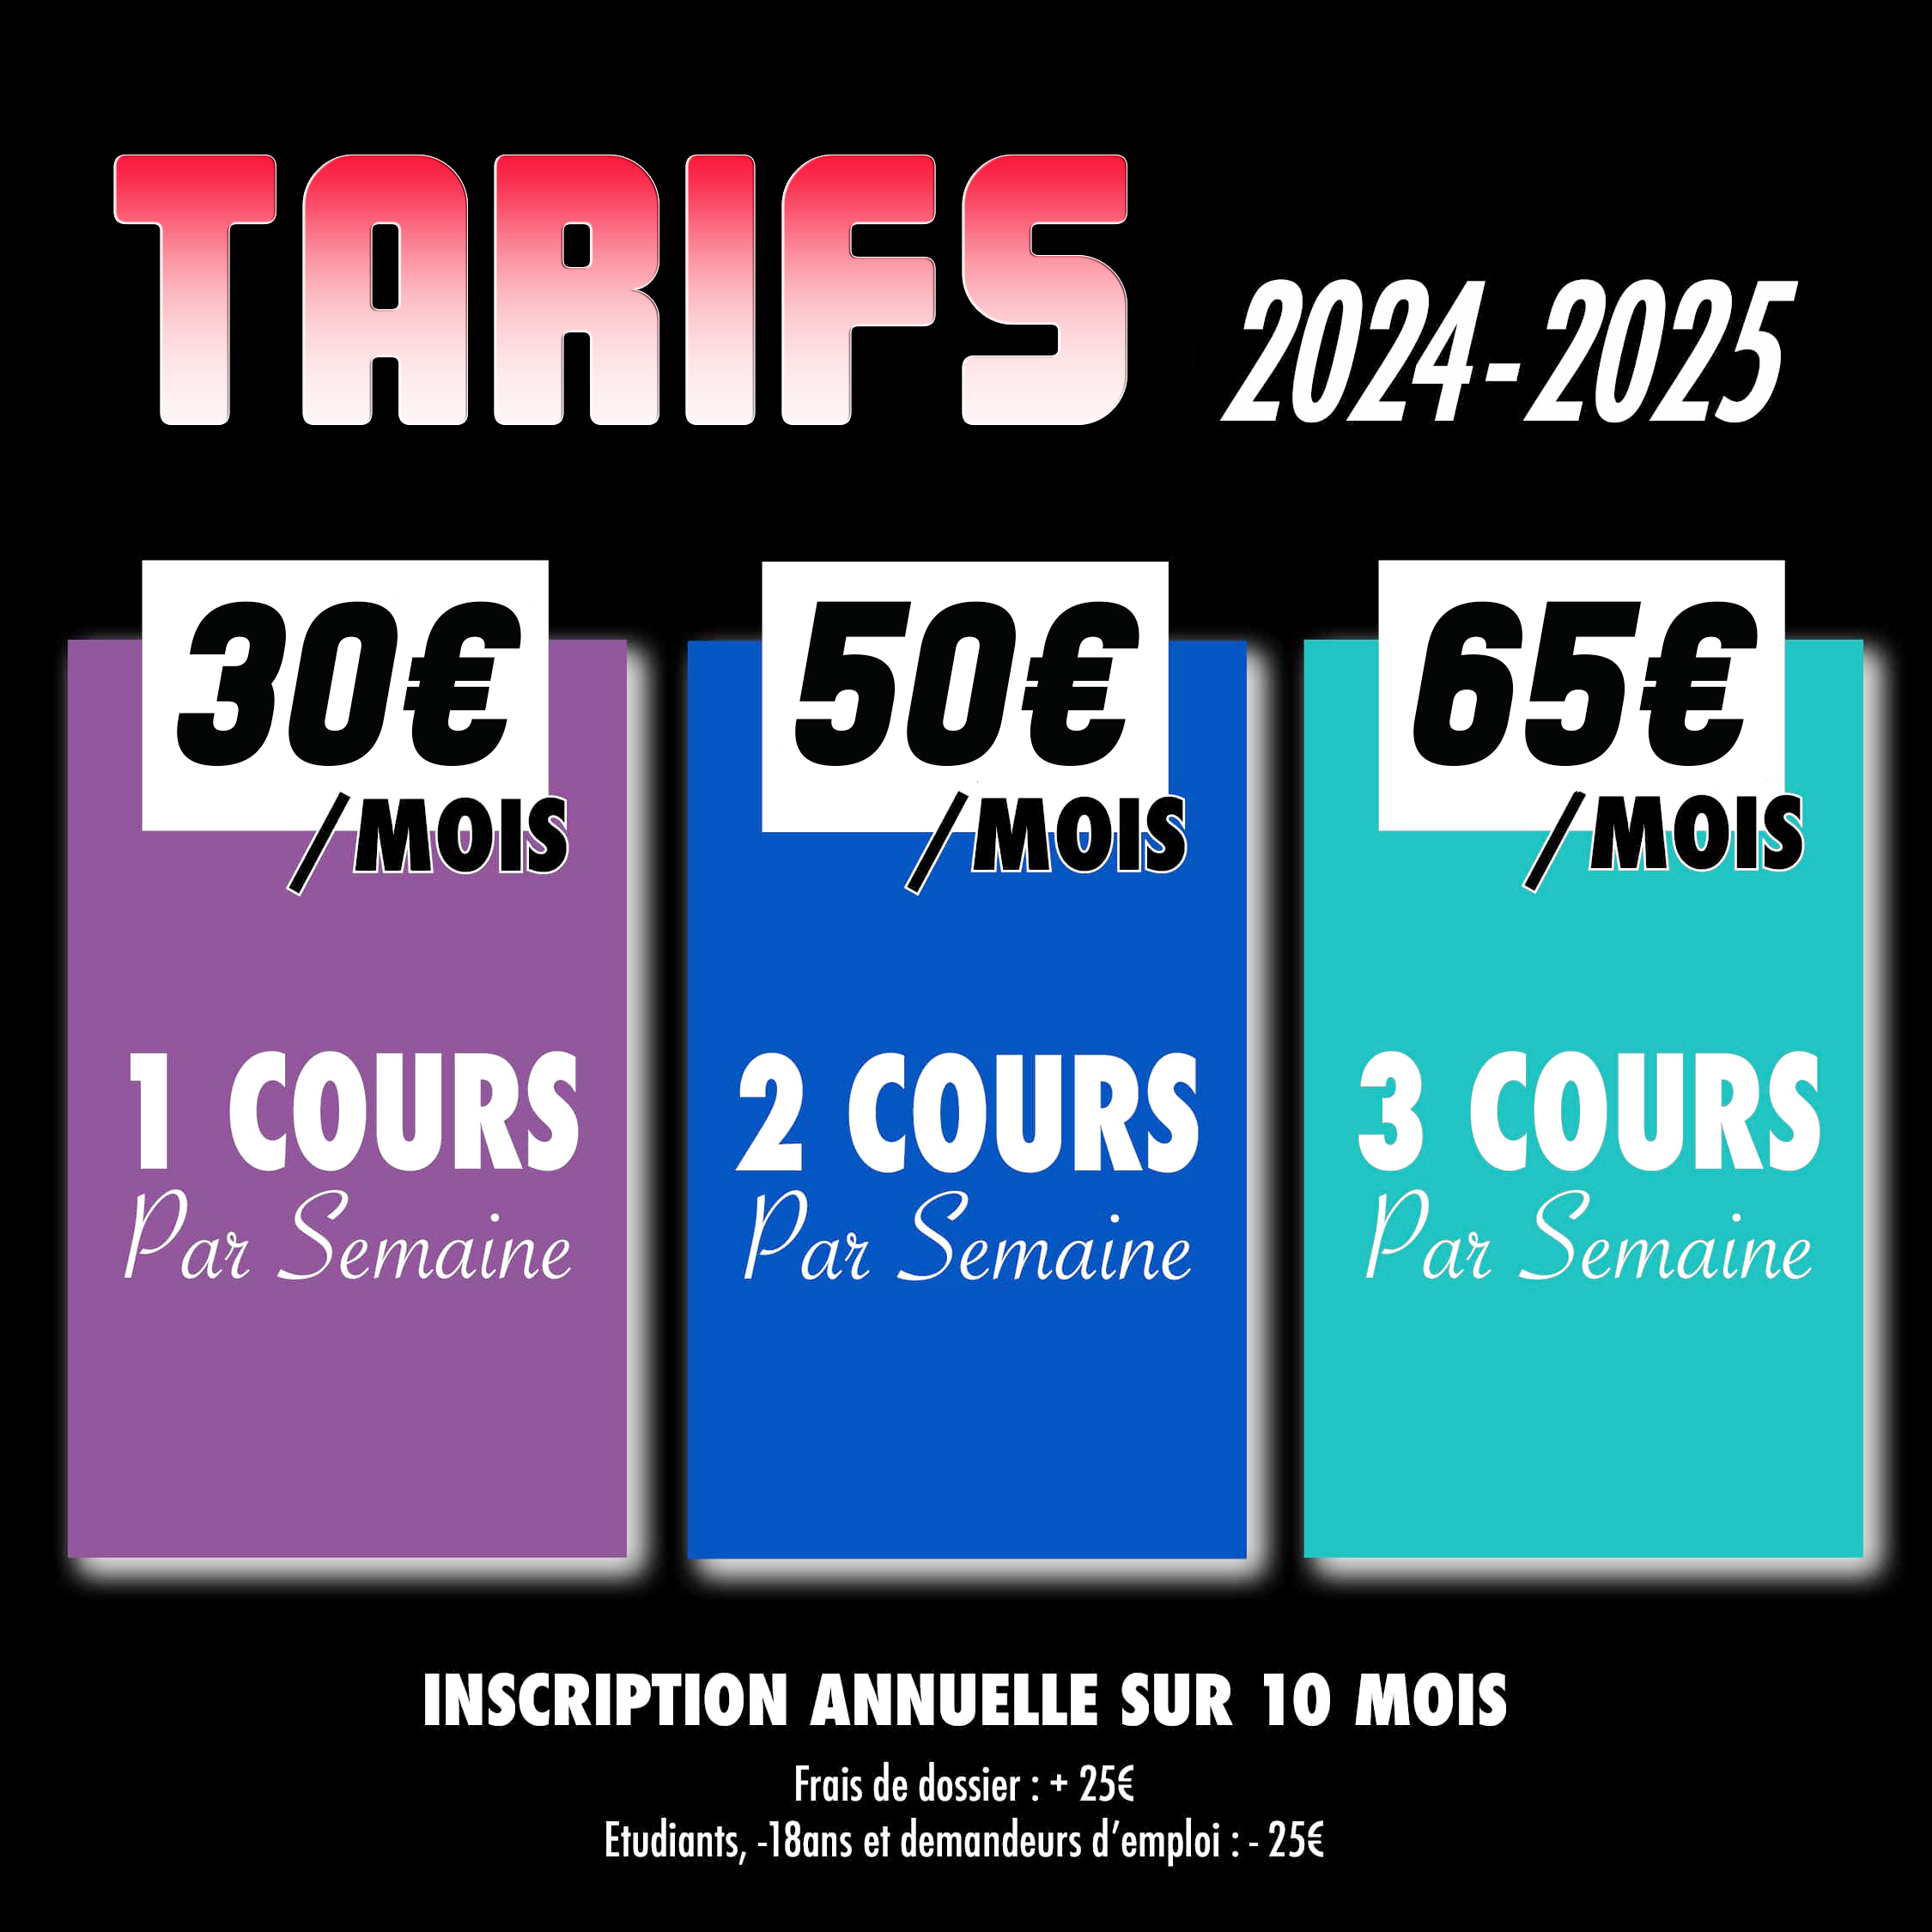 TARIFS 2024-2025
30€
/MOIS
1 COURS
Par Semaine
50€
/MOIS
2 COURS
Par Semaine
65€
/MOIS
3 COURS
Par Semaine
INSCRIPTION ANNUELLE SUR 10 MOIS
Frais de dossier : + 25€
Etudiants, -18ans et demandeurs d'emploi : - 25€